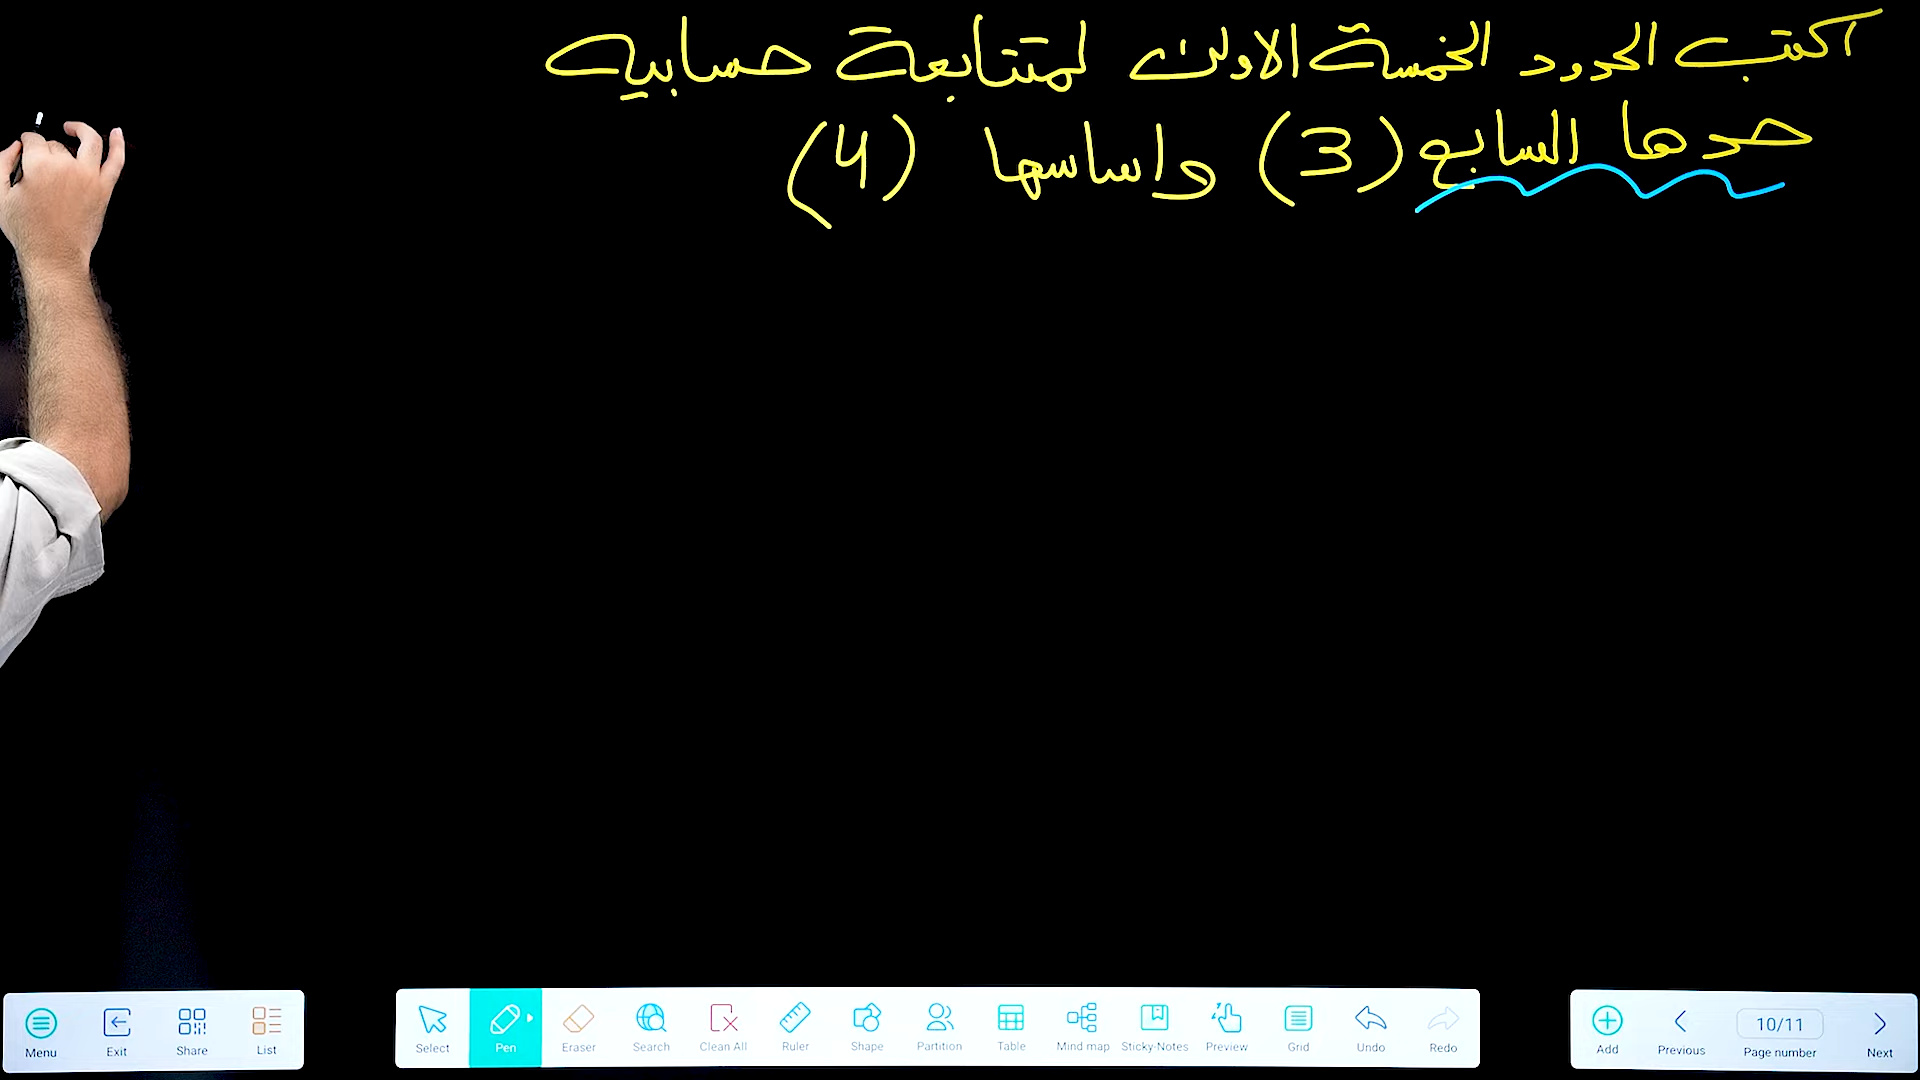 اكتب الحدود الخمسة الاولى لمتتابعة حسابيه
حدها السابع (3) واساسها (4)
Menu Exit Share List
Select Pen Eraser Search Clean All Ruler Shape Partition Table Mind map Sticky-Notes Preview Grid Undo Redo
Add Previous 10/11 Page number Next